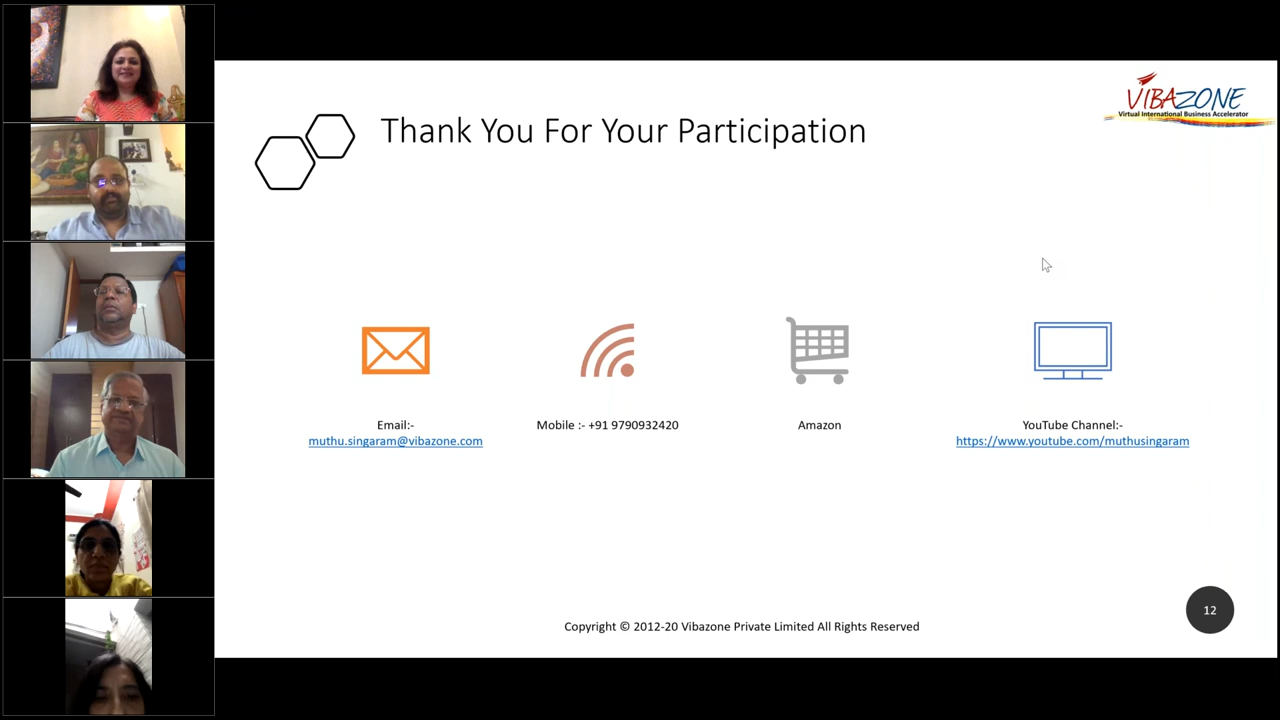 Thank You For Your Participation
VIBAZONE
Virtual International Business Accelerator
Email:-
muthu.singaram@vibazone.com
Mobile :- +91 9790932420
Amazon
YouTube Channel:-
https://www.youtube.com/muthusingaram
12
Copyright © 2012-20 Vibazone Private Limited All Rights Reserved